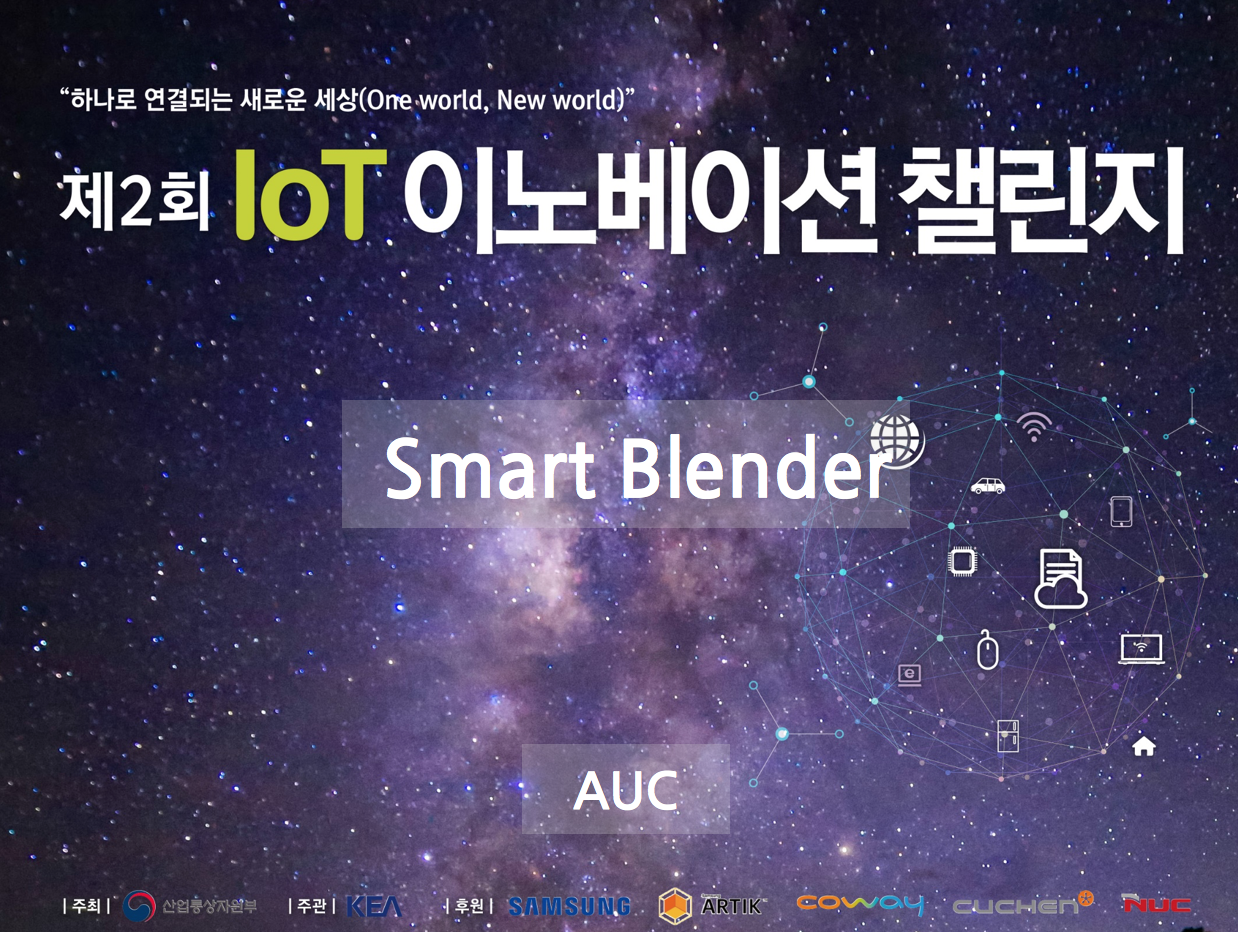 “하나로 연결되는 새로운 세상(One world, New world)”
제2회 IoT 이노베이션 챌린지
Smart Blender
AUC
|주최| 산업통상자원부 |주관| KEA |후원| SAMSUNG ARTIK™ coway CUCHEN NUC